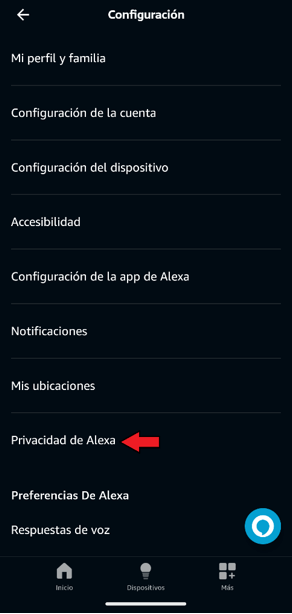 Configuración
Mi perfil y familia
Configuración de la cuenta
Configuración del dispositivo
Accesibilidad
Configuración de la app de Alexa
Notificaciones
Mis ubicaciones
Privacidad de Alexa
Preferencias De Alexa
Respuestas de voz
Inicio
Dispositivos
Más